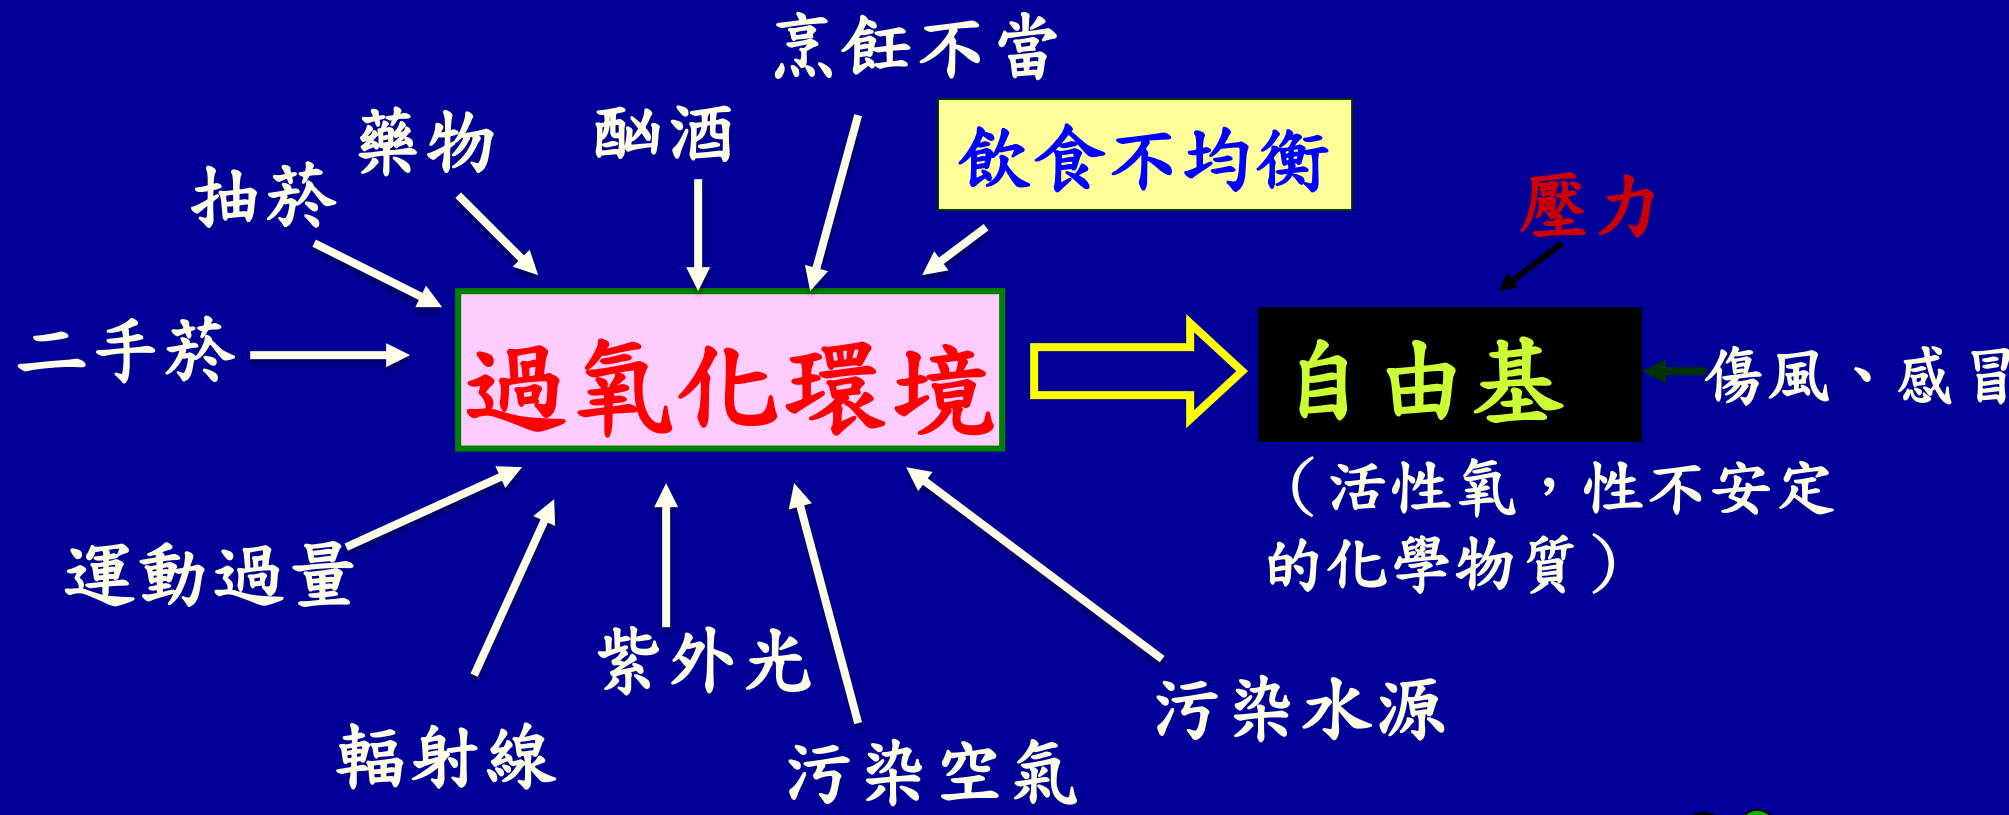 烹飪不當
藥物
酗酒
飲食不均衡
抽菸
壓力
二手菸
過氧化環境
自由基
傷風、感冒
（活性氧，性不安定
的化學物質）
運動過量
紫外光
污染水源
輻射線
污染空氣